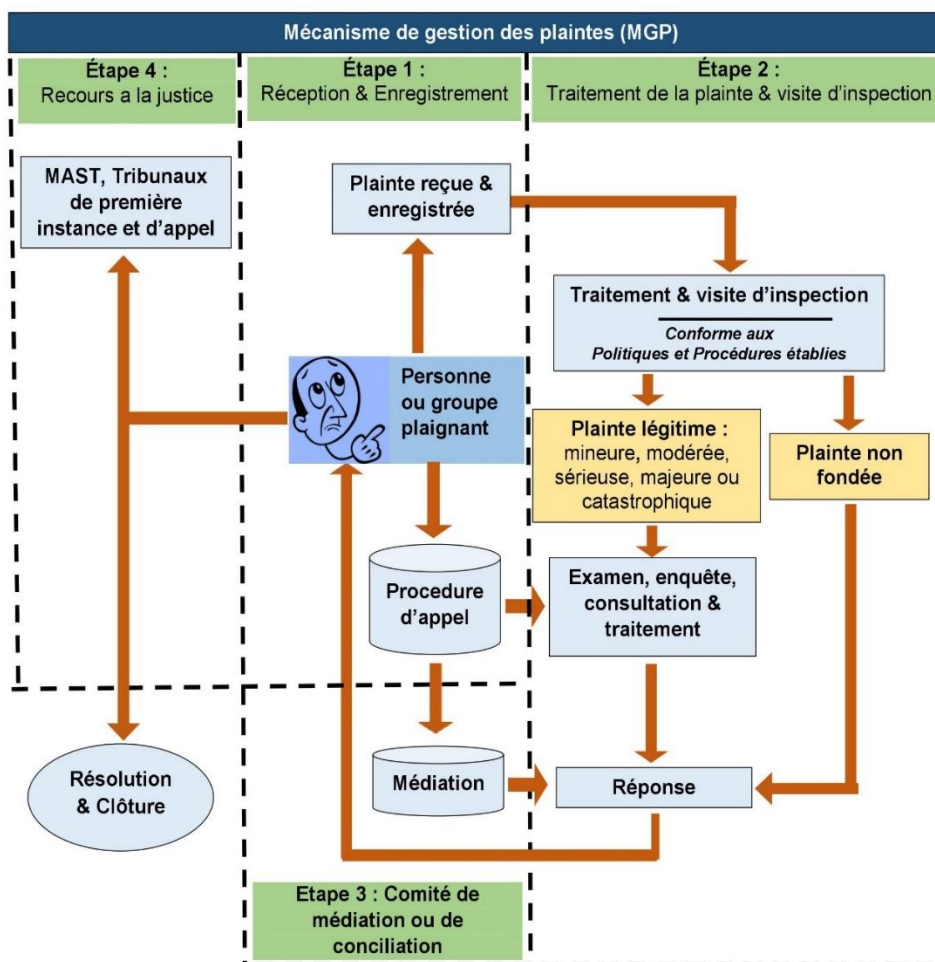 Mécanisme de gestion des plaintes (MGP)
Étape 4 :
Recours a la justice
Étape 1 :
Réception & Enregistrement
Étape 2 :
Traitement de la plainte & visite d’inspection
MAST, Tribunaux
de première
instance et d’appel
Plainte reçue &
enregistrée
Traitement & visite d’inspection
Conforme aux
Politiques et Procédures établies
Personne
ou groupe
plaignant
Plainte légitime :
mineure, modérée,
sérieuse, majeure ou
catastrophique
Plainte non
fondée
Procedure
d’appel
Examen, enquête,
consultation &
traitement
Résolution
& Clôture
Médiation
Réponse
Etape 3 : Comité de
médiation ou de
conciliation